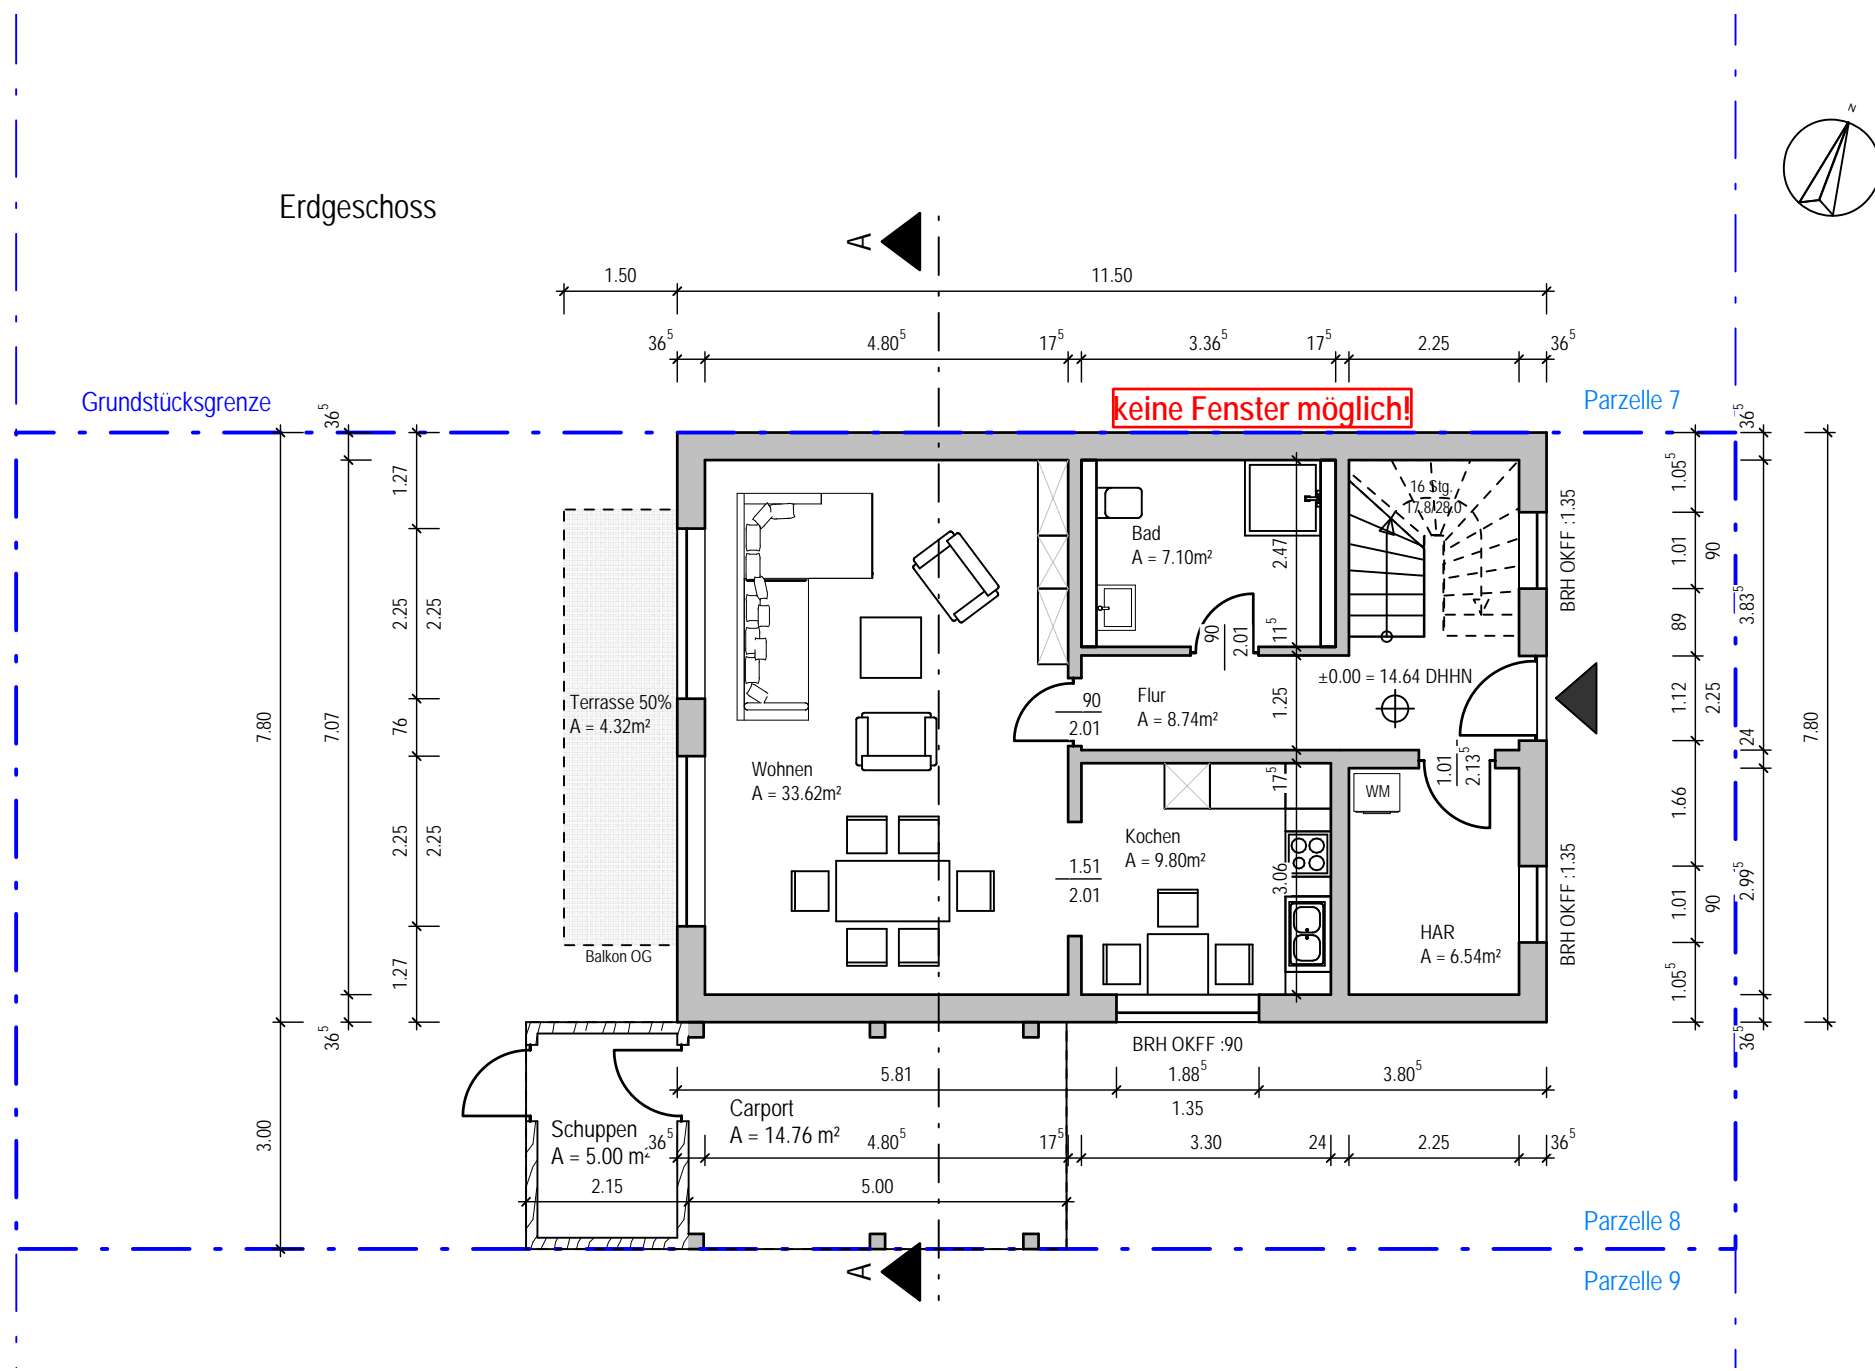 N
Erdgeschoss
A
1.50
11.50
36⁵
4.80⁵
17⁵
3.36⁵
17⁵
2.25
36⁵
Grundstücksgrenze
keine Fenster möglich!
Parzelle 7
36⁵
36⁵
1.27
2.25
2.25
76
2.25
2.25
1.27
7.80
7.07
36⁵
3.00
16 Stg.
17.8/28.0
Bad
A = 7.10m²
2.47
11⁵
90
2.01
±0.00 = 14.64 DHHN
Flur
A = 8.74m²
1.25
90
2.01
Terrasse 50%
A = 4.32m²
Wohnen
A = 33.62m²
17⁵
1.01
2.13⁵
WM
Kochen
A = 9.80m²
3.06
1.51
2.01
HAR
A = 6.54m²
Balkon OG
BRH OKFF :1.35
BRH OKFF :1.35
1.05⁵
1.01
90
89
1.12
2.25
1.66
1.01
90
1.05⁵
3.83⁵
24
2.99⁵
36⁵
7.80
BRH OKFF :90
5.81
1.88⁵
3.80⁵
1.35
Carport
A = 14.76 m²
Schuppen
A = 5.00 m²
36⁵
4.80⁵
17⁵
3.30
24
2.25
36⁵
2.15
5.00
Parzelle 8
A
Parzelle 9